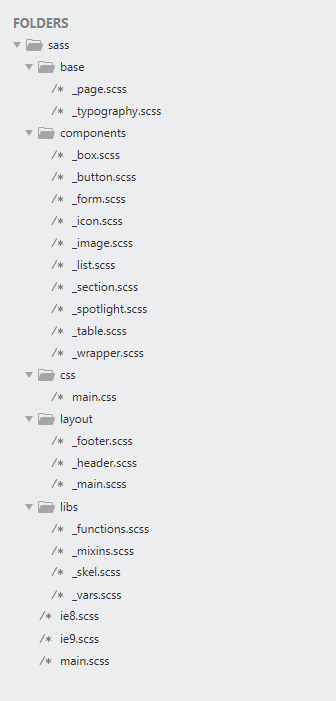 FOLDERS
sass
base
/* _page.scss
/* _typography.scss
components
/* _box.scss
/* _button.scss
/* _form.scss
/* _icon.scss
/* _image.scss
/* _list.scss
/* _section.scss
/* _spotlight.scss
/* _table.scss
/* _wrapper.scss
css
/* main.css
layout
/* _footer.scss
/* _header.scss
/* _main.scss
libs
/* _functions.scss
/* _mixins.scss
/* _skel.scss
/* _vars.scss
/* ie8.scss
/* ie9.scss
/* main.scss